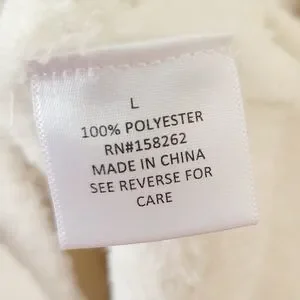 L
100% POLYESTER
RN#158262
MADE IN CHINA
SEE REVERSE FOR
CARE